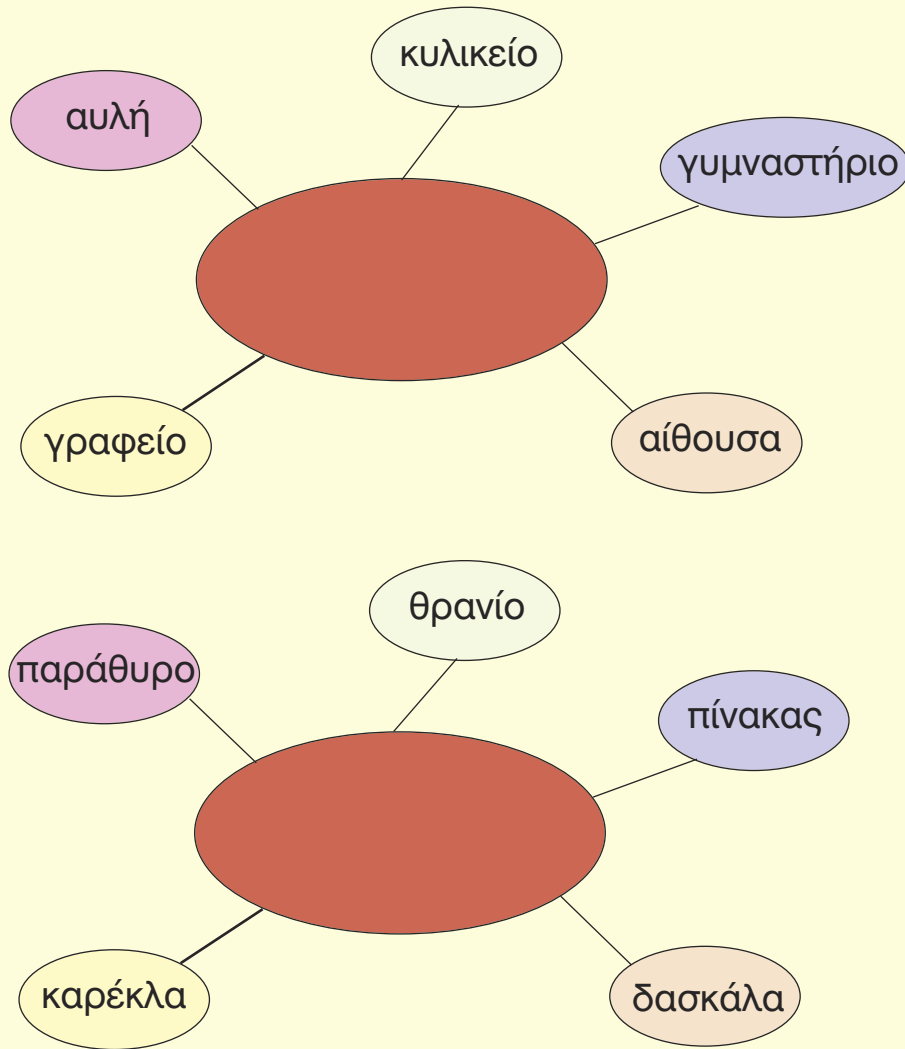 κυλικείο
αυλή
γυμναστήριο
γραφείο
αίθουσα
θρανίο
παράθυρο
πίνακας
καρέκλα
δασκάλα